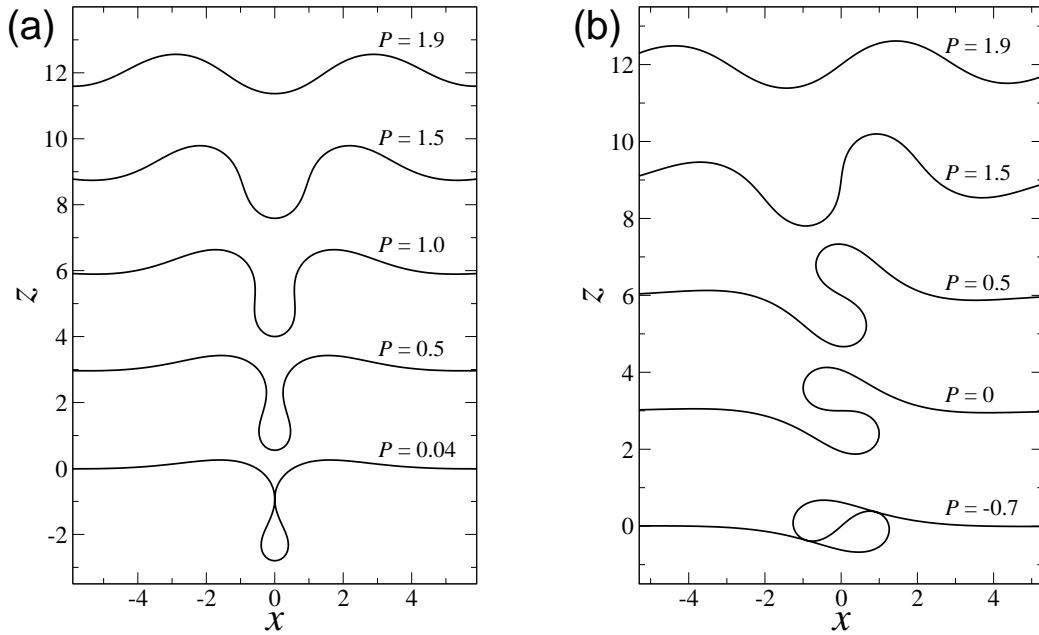 (a)
P = 1.9
P = 1.5
P = 1.0
P = 0.5
P = 0.04
12
10
8
6
4
2
0
-2
z
-4 -2 0 2 4
x
(b)
P = 1.9
P = 1.5
P = 0.5
P = 0
P = -0.7
12
10
8
6
4
2
0
z
-4 -2 0 2 4
x